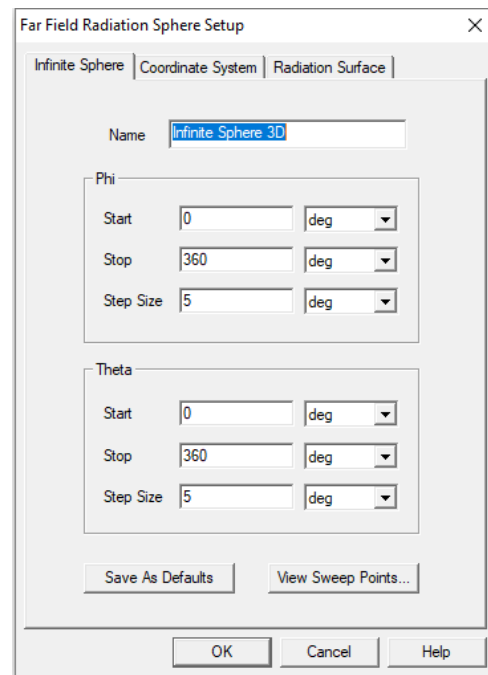 Far Field Radiation Sphere Setup
Infinite Sphere Coordinate System Radiation Surface
Name Infinite Sphere 3D
Phi
Start 0 deg
Stop 360 deg
Step Size 5 deg
Theta
Start 0 deg
Stop 360 deg
Step Size 5 deg
Save As Defaults View Sweep Points...
OK Cancel Help